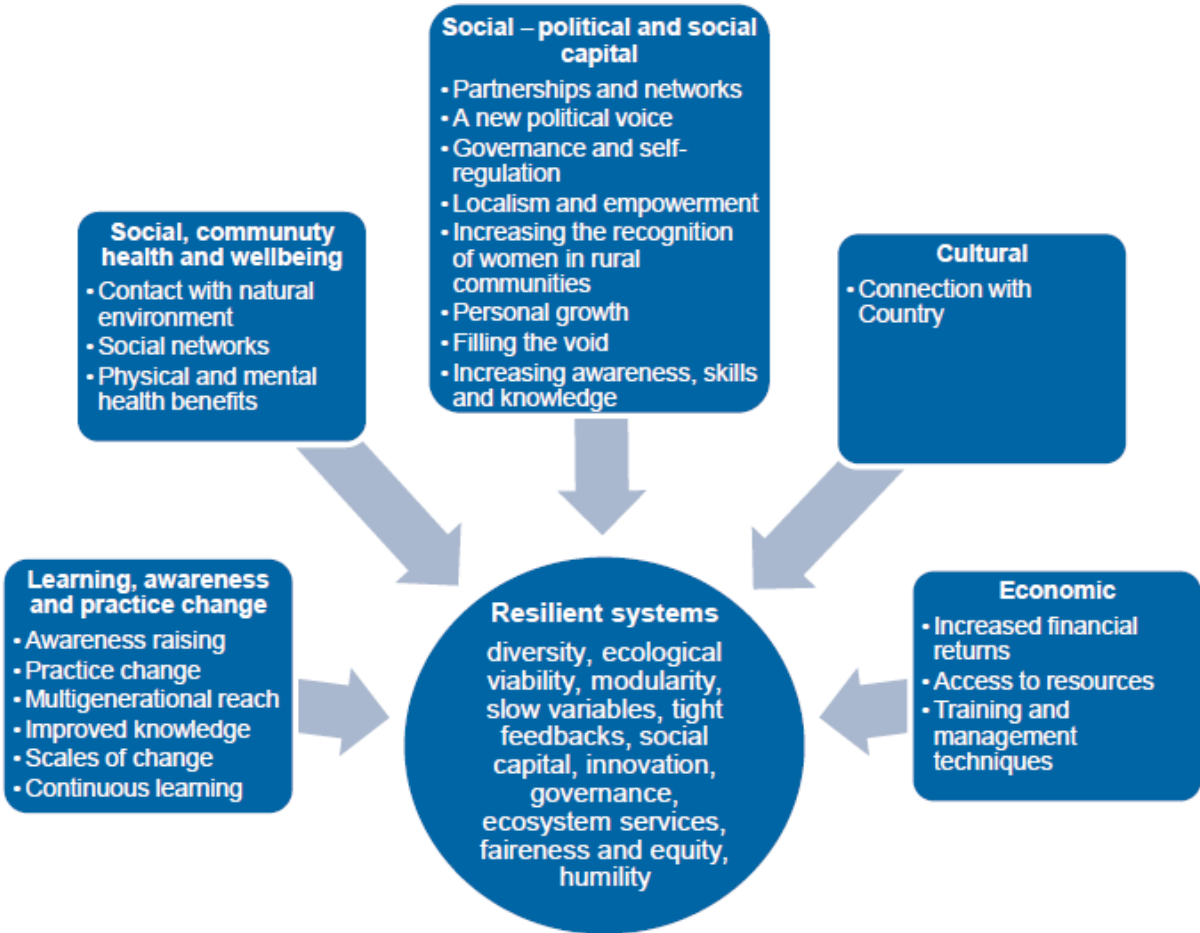 Social – political and social
capital
• Partnerships and networks
• A new political voice
• Governance and self-
regulation
• Localism and empowerment
• Increasing the recognition
of women in rural
communities
• Personal growth
• Filling the void
• Increasing awareness, skills
and knowledge
Social, communuty
health and wellbeing
• Contact with natural
environment
• Social networks
• Physical and mental
health benefits
Cultural
• Connection with
Country
Learning, awareness
and practice change
• Awareness raising
• Practice change
• Multigenerational reach
• Improved knowledge
• Scales of change
• Continuous learning
Resilient systems
diversity, ecological
viability, modularity,
slow variables, tight
feedbacks, social
capital, innovation,
governance,
ecosystem services,
faireness and equity,
humility
Economic
• Increased financial
returns
• Access to resources
• Training and
management
techniques